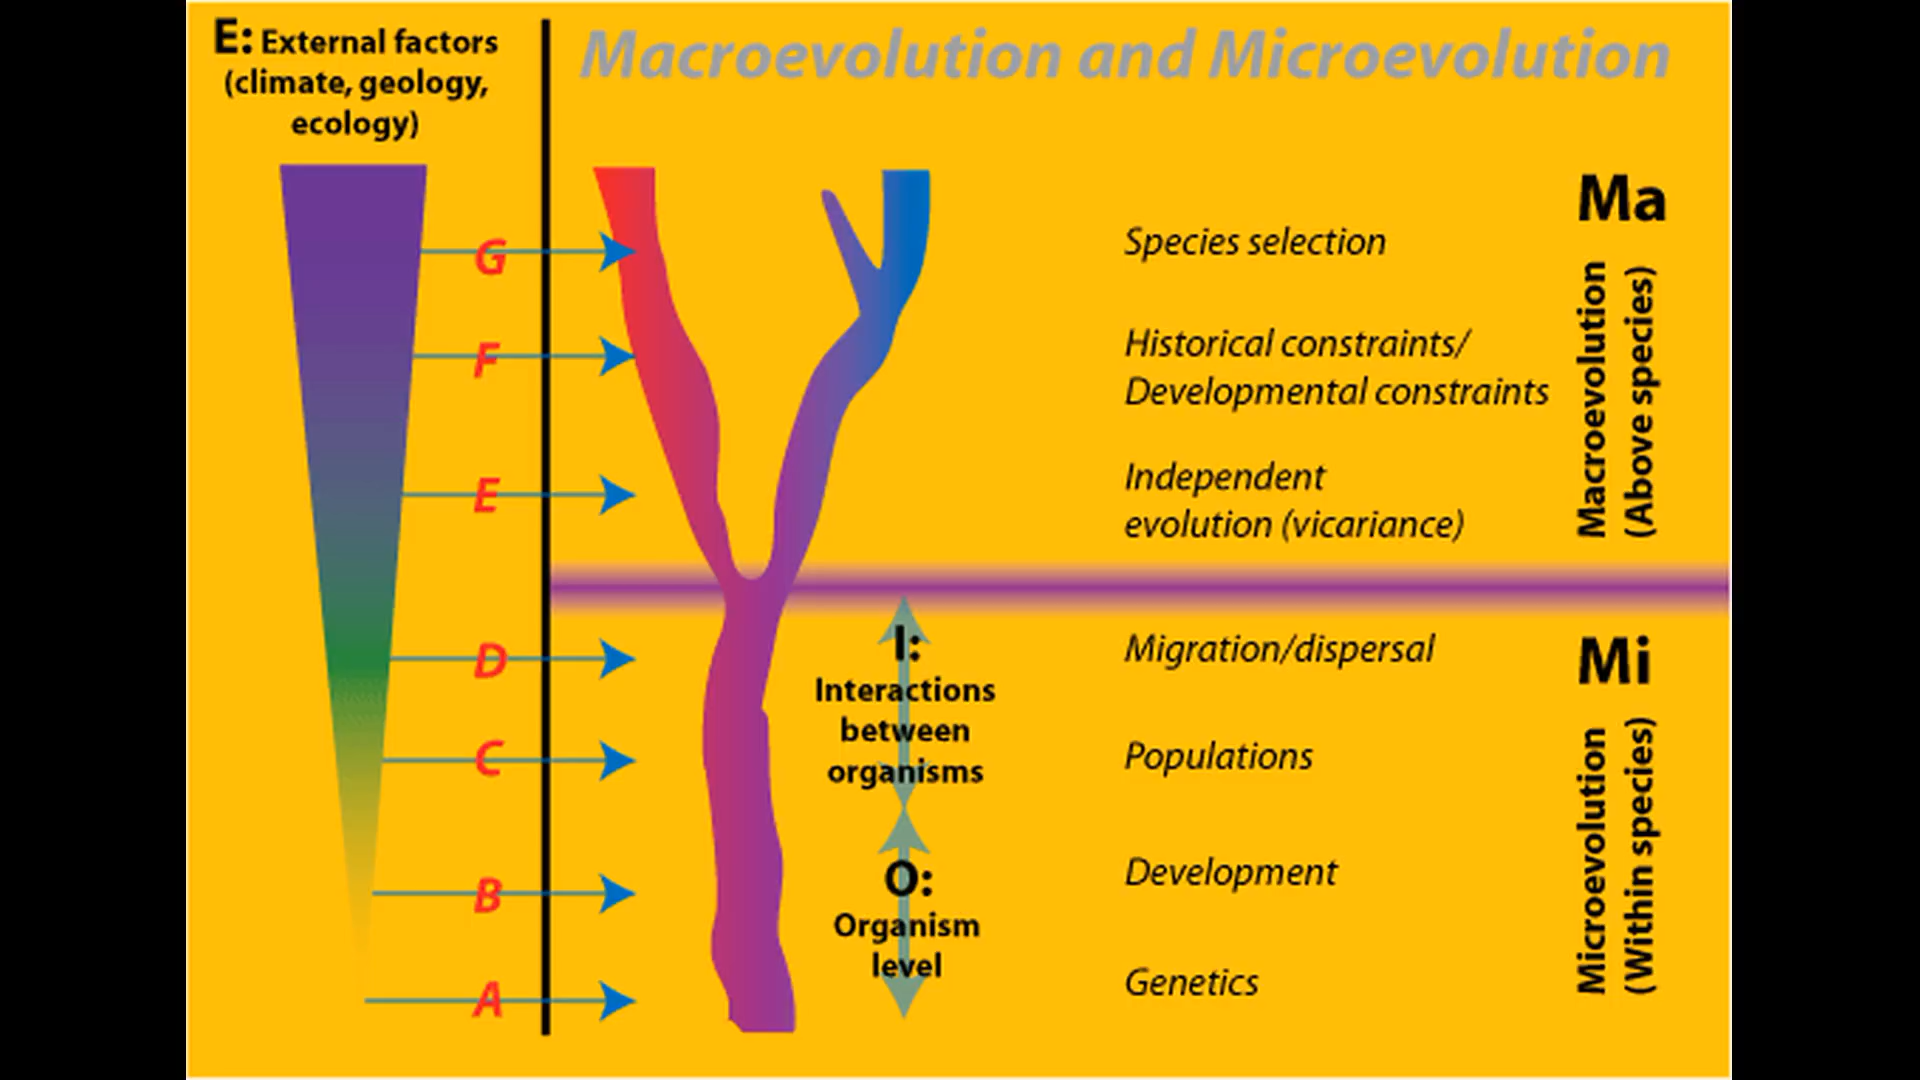 E: External factors
(climate, geology,
ecology)
Macroevolution and Microevolution
G
F
E
D
C
B
A
I:
Interactions
between
organisms
O:
Organism
level
Species selection
Historical constraints/
Developmental constraints
Independent
evolution (vicariance)
Migration/dispersal
Populations
Development
Genetics
Ma
Macroevolution
(Above species)
Mi
Microevolution
(Within species)